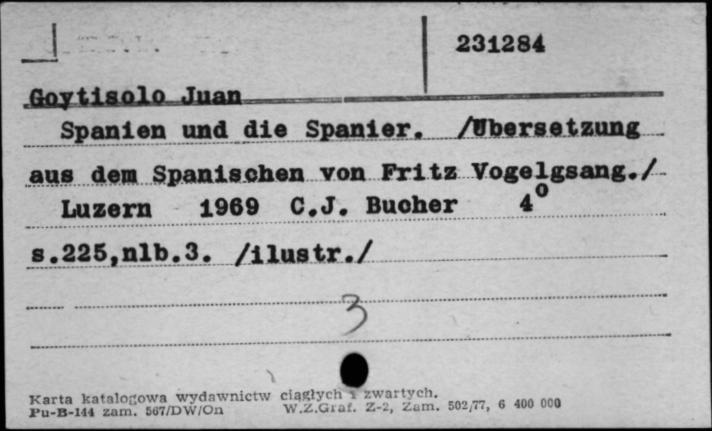 231284
Goytisolo Juan
Spanien und die Spanier. /Ubersetzung
aus dem Spanischen von Fritz Vogelgsang./
Luzern 1969 C.J. Bucher 4º
s.225,nlb.3. /ilustr./
3
Karta katalogowa wydawnictw ciągłych i zwartych.
Pu-B-144 zam. 567/DW/On W.Z.Graf. Z-2, Zam. 502/77, 6 400 000